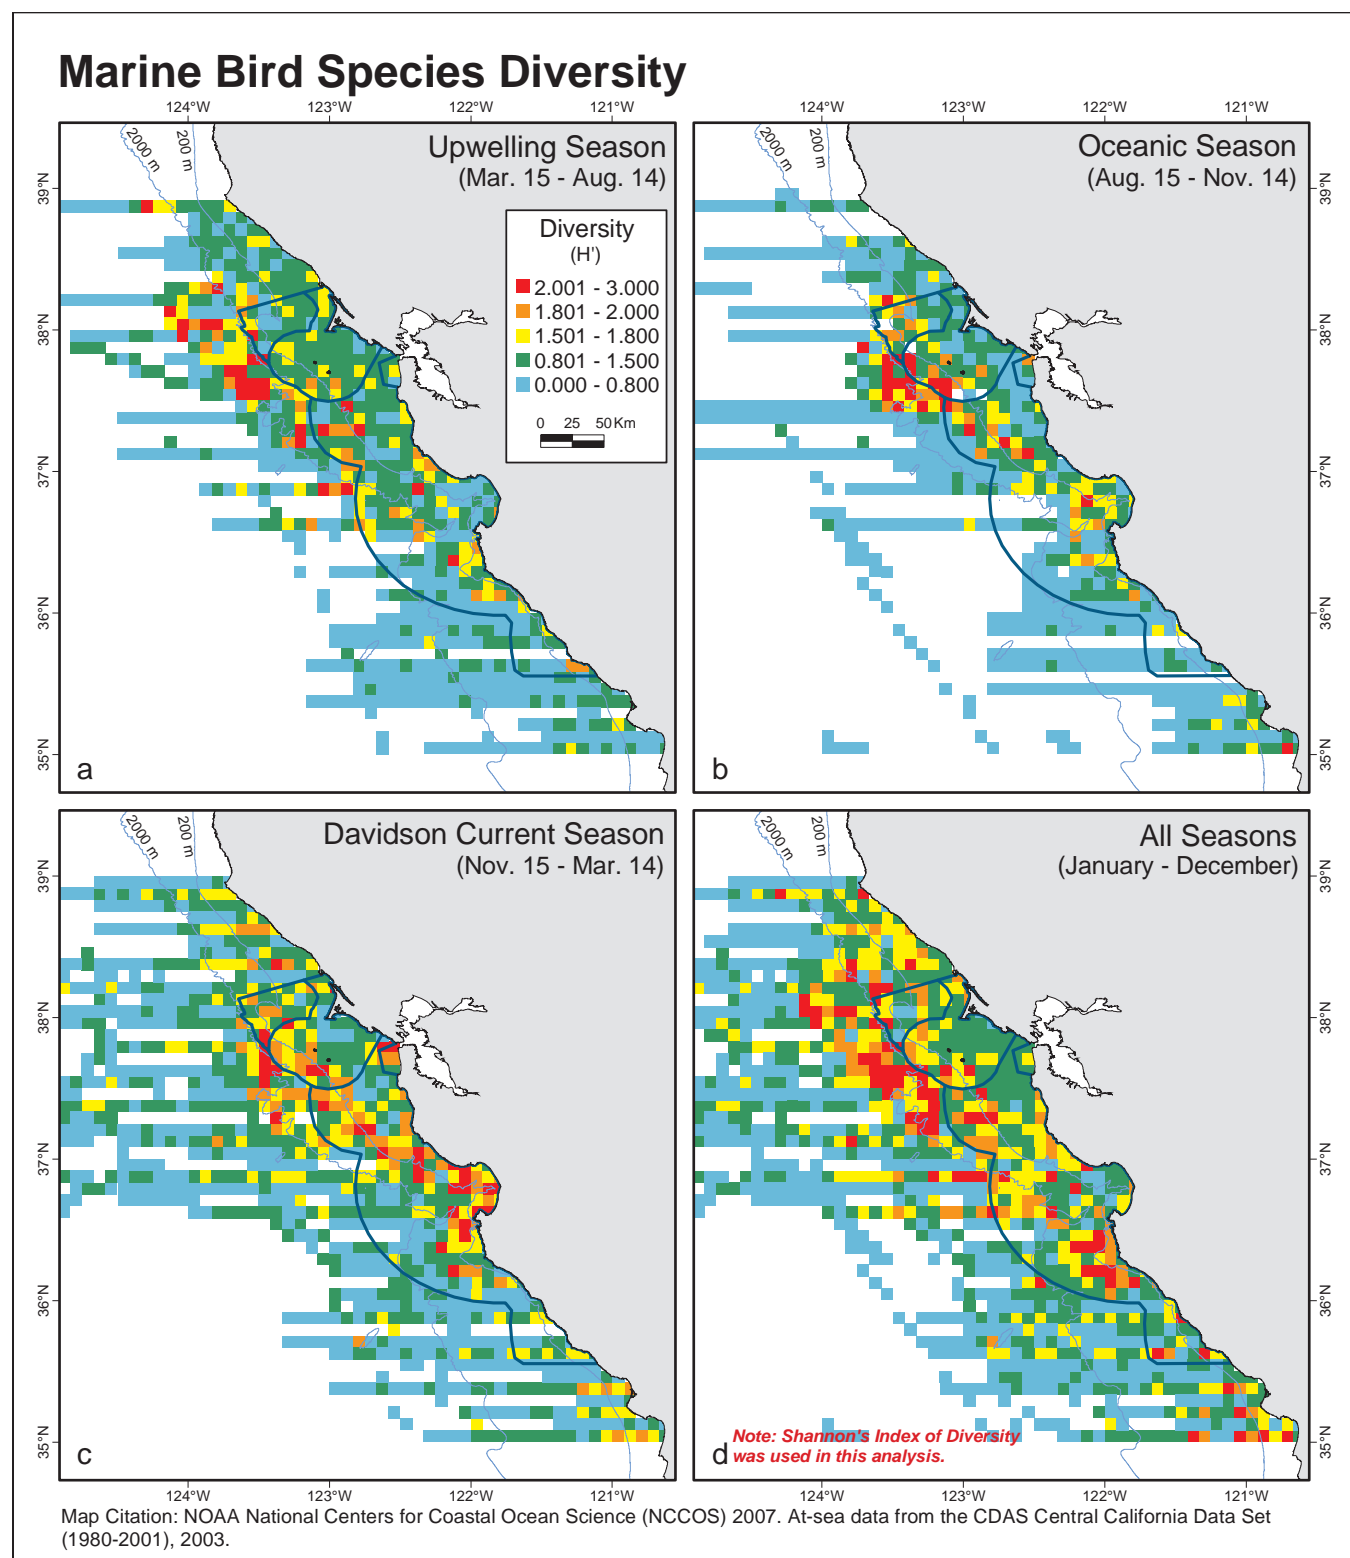 Marine Bird Species Diversity
124°W 123°W 122°W 121°W 124°W 123°W 122°W 121°W
Upwelling Season
(Mar. 15 - Aug. 14)
2000 m
200 m
39°N
38°N
37°N
36°N
35°N
Diversity
(H')
2.001 - 3.000
1.801 - 2.000
1.501 - 1.800
0.801 - 1.500
0.000 - 0.800
0 25 50 Km
a
Oceanic Season
(Aug. 15 - Nov. 14)
2000 m
200 m
39°N
38°N
37°N
36°N
35°N
b
Davidson Current Season
(Nov. 15 - Mar. 14)
2000 m
200 m
39°N
38°N
37°N
36°N
35°N
c
All Seasons
(January - December)
2000 m
200 m
39°N
38°N
37°N
36°N
35°N
Note: Shannon's Index of Diversity
was used in this analysis.
d
124°W 123°W 122°W 121°W 124°W 123°W 122°W 121°W
Map Citation: NOAA National Centers for Coastal Ocean Science (NCCOS) 2007. At-sea data from the CDAS Central California Data Set
(1980-2001), 2003.